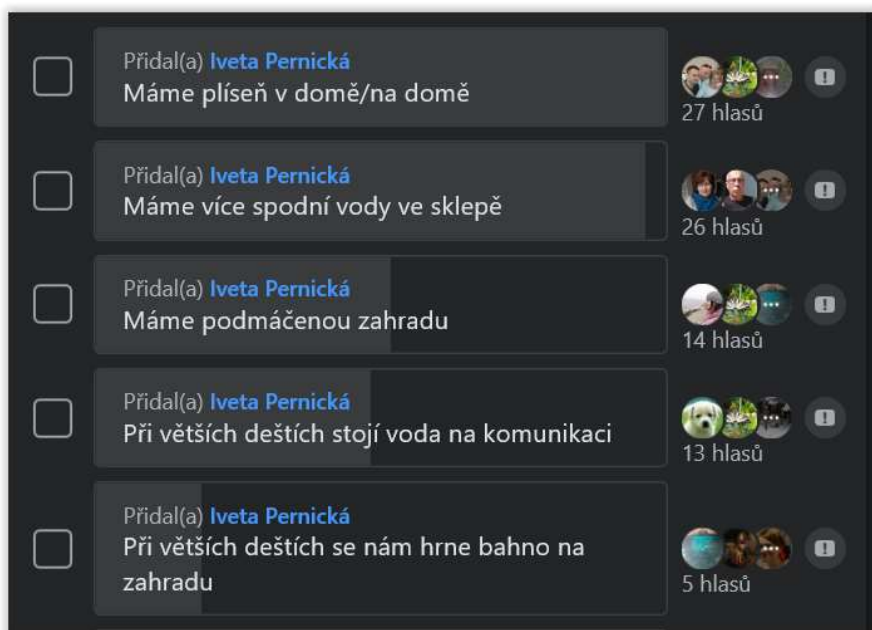 Přidal(a) Iveta Pernická
Máme plíseň v domě/na domě
27 hlasů
Přidal(a) Iveta Pernická
Máme více spodní vody ve sklepě
26 hlasů
Přidal(a) Iveta Pernická
Máme podmáčenou zahradu
14 hlasů
Přidal(a) Iveta Pernická
Při větších deštích stojí voda na komunikaci
13 hlasů
Přidal(a) Iveta Pernická
Při větších deštích se nám hrne bahno na
zahradu
5 hlasů